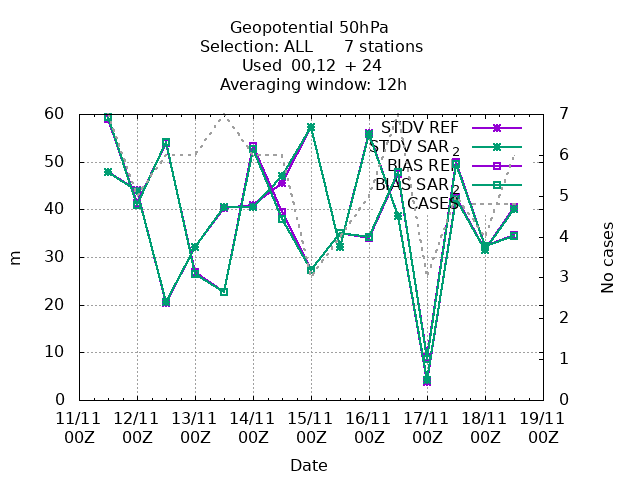 Geopotential 50hPa
Selection: ALL 7 stations
Used 00,12 + 24
Averaging window: 12h
STDV REF
STDV SAR2
BIAS REF
BIAS SAR2
CASES
60
50
40
30
20
10
0
m
7
6
5
4
3
2
1
0
No cases
11/11 12/11 13/11 14/11 15/11 16/11 17/11 18/11 19/11
00Z 00Z 00Z 00Z 00Z 00Z 00Z 00Z 00Z
Date